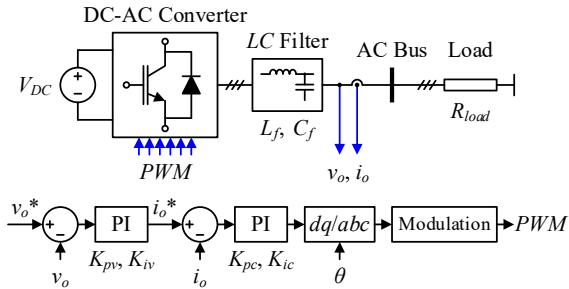 DC-AC Converter
LC Filter
AC Bus
Load
V_DC
L_f, C_f
R_load
PWM
v_o, i_o
v_o*
+
−
PI
i_o*
+
−
PI
dq/abc
Modulation
PWM
v_o
K_pv, K_iv
i_o
K_pc, K_ic
θ